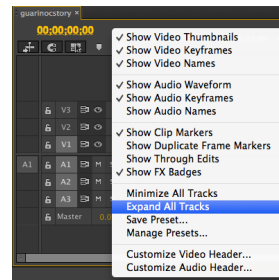 guarinocstory ×
00;00;00;00
✓ Show Video Thumbnails
✓ Show Video Keyframes
✓ Show Video Names
✓ Show Audio Waveform
✓ Show Audio Keyframes
Show Audio Names
✓ Show Clip Markers
Show Duplicate Frame Markers
Show Through Edits
✓ Show FX Badges
Minimize All Tracks
Expand All Tracks
Save Preset...
Manage Presets...
Customize Video Header...
Customize Audio Header...
V3
V2
V1
A1 A1 M
A2 M
A3 M
Master 0.0